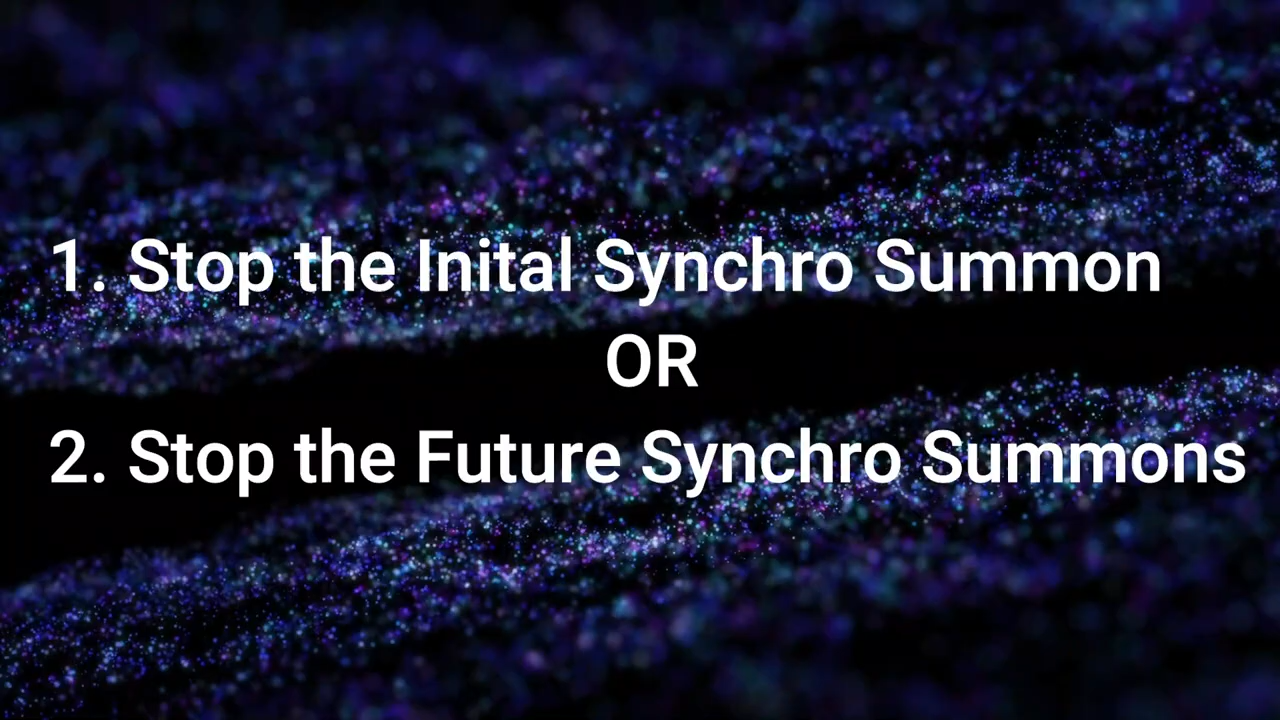 1. Stop the Inital Synchro Summon
OR
2. Stop the Future Synchro Summons